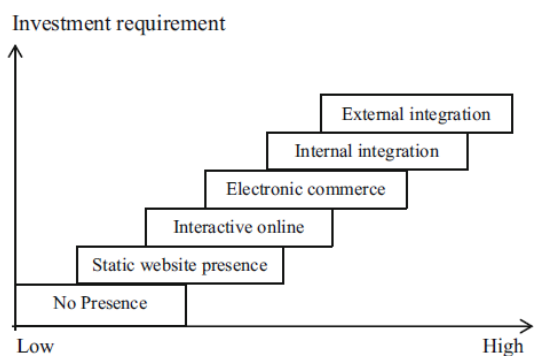 Investment requirement
External integration
Internal integration
Electronic commerce
Interactive online
Static website presence
No Presence
Low High